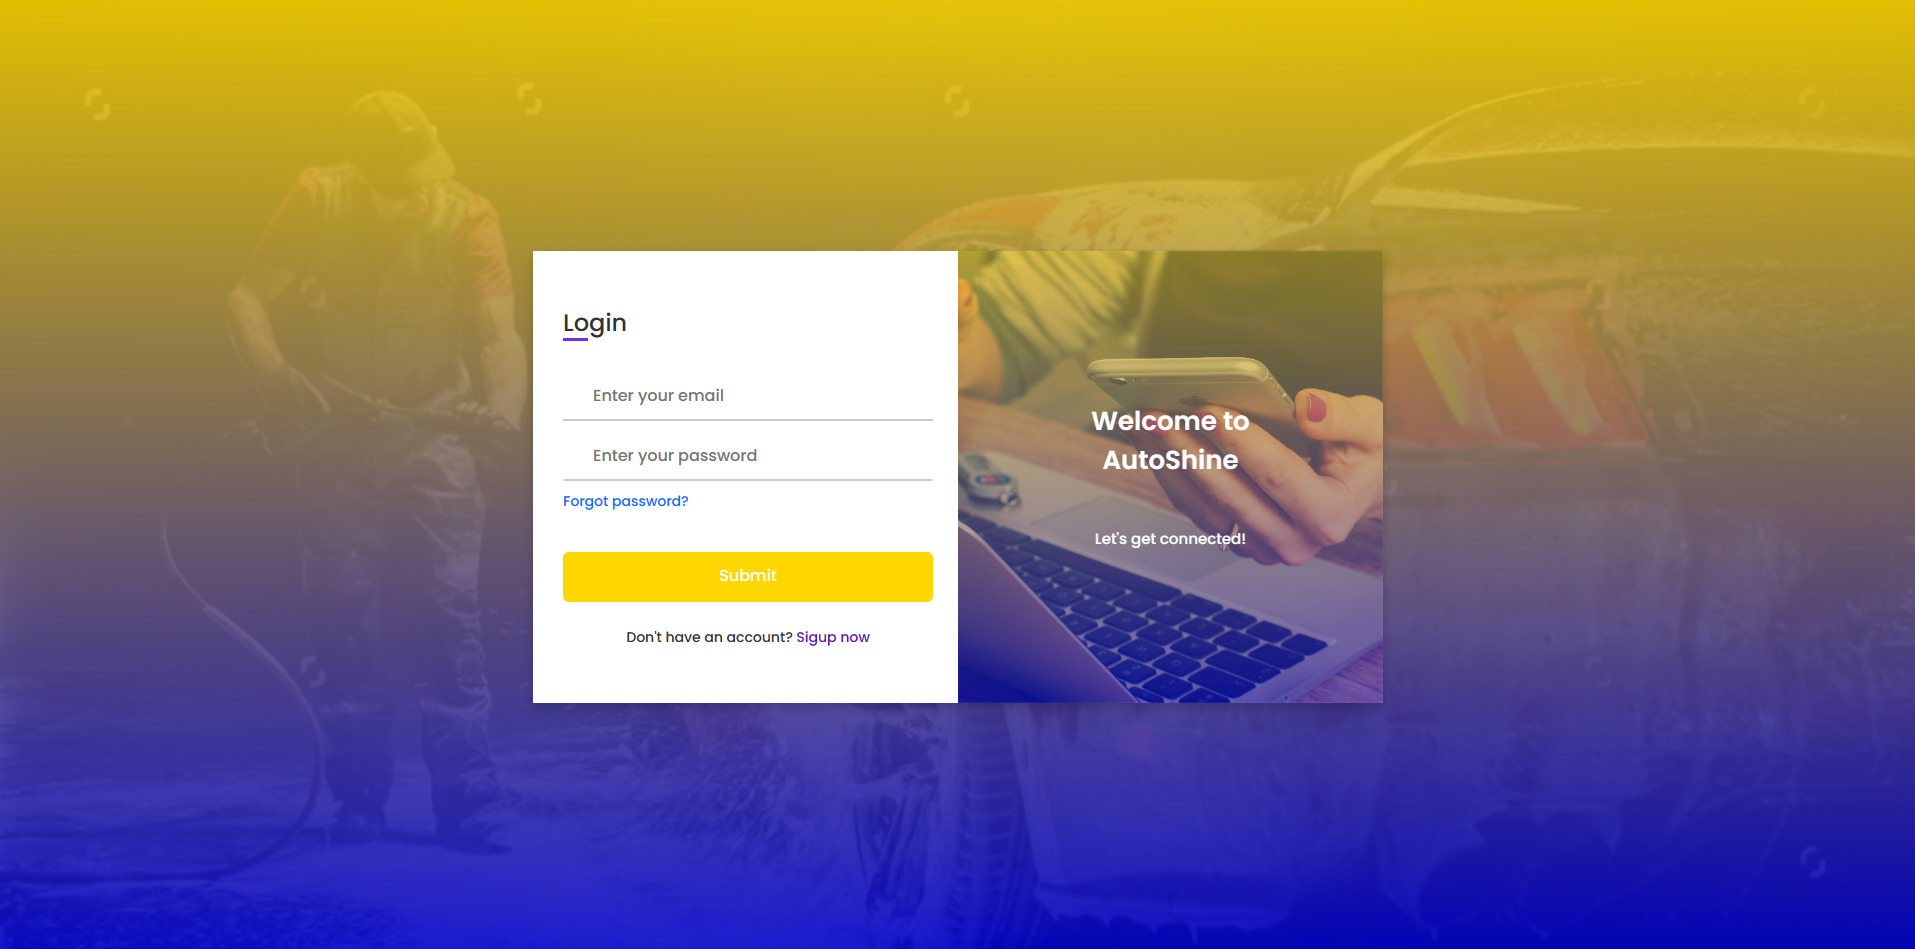 Login
Enter your email
Enter your password
Forgot password?
Submit
Don't have an account? Sigup now
Welcome to
AutoShine
Let's get connected!